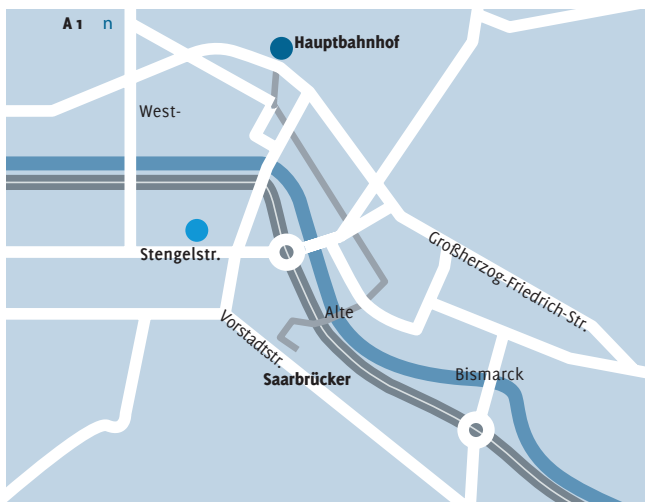 A 1 n
Hauptbahnhof
West-
Stengelstr.
Großherzog-Friedrich-Str.
Alte
Vorstadtstr.
Bismarck
Saarbrücker